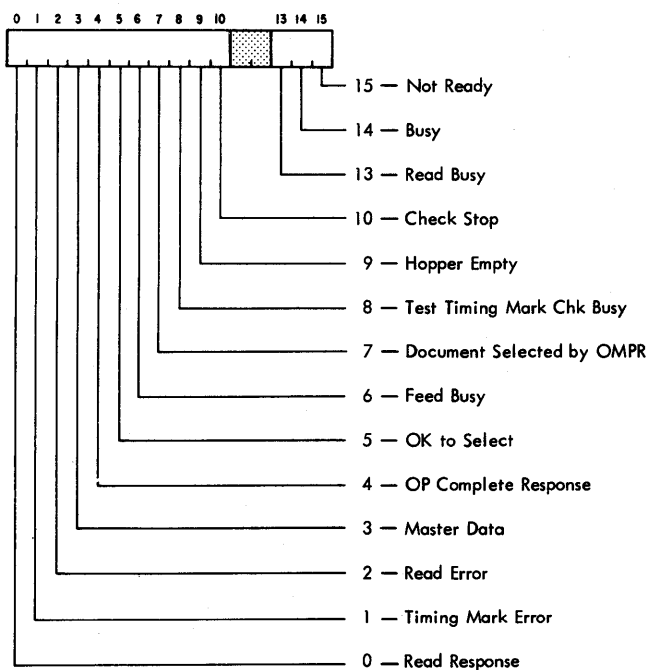 0 1 2 3 4 5 6 7 8 9 10 13 14 15
15 — Not Ready
14 — Busy
13 — Read Busy
10 — Check Stop
9 — Hopper Empty
8 — Test Timing Mark Chk Busy
7 — Document Selected by OMPR
6 — Feed Busy
5 — OK to Select
4 — OP Complete Response
3 — Master Data
2 — Read Error
1 — Timing Mark Error
0 — Read Response